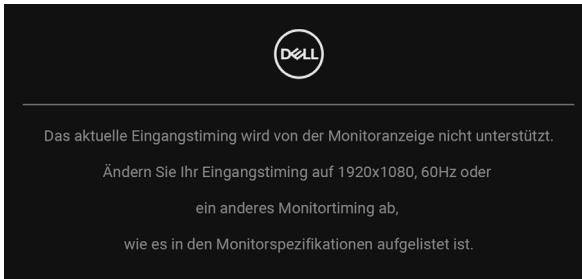 DELL
Das aktuelle Eingangstiming wird von der Monitoranzeige nicht unterstützt.
Ändern Sie Ihr Eingangstiming auf 1920x1080, 60Hz oder
ein anderes Monitortiming ab,
wie es in den Monitorspezifikationen aufgelistet ist.